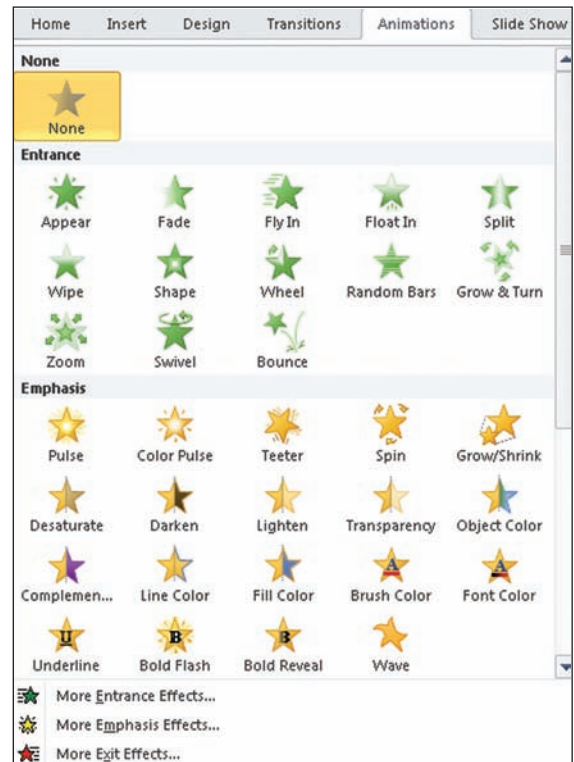 Home Insert Design Transitions Animations Slide Show
None
None
Entrance
Appear Fade Fly In Float In Split
Wipe Shape Wheel Random Bars Grow & Turn
Zoom Swivel Bounce
Emphasis
Pulse Color Pulse Teeter Spin Grow/Shrink
Desaturate Darken Lighten Transparency Object Color
Complemen... Line Color Fill Color Brush Color Font Color
Underline Bold Flash Bold Reveal Wave
More Entrance Effects...
More Emphasis Effects...
More Exit Effects...